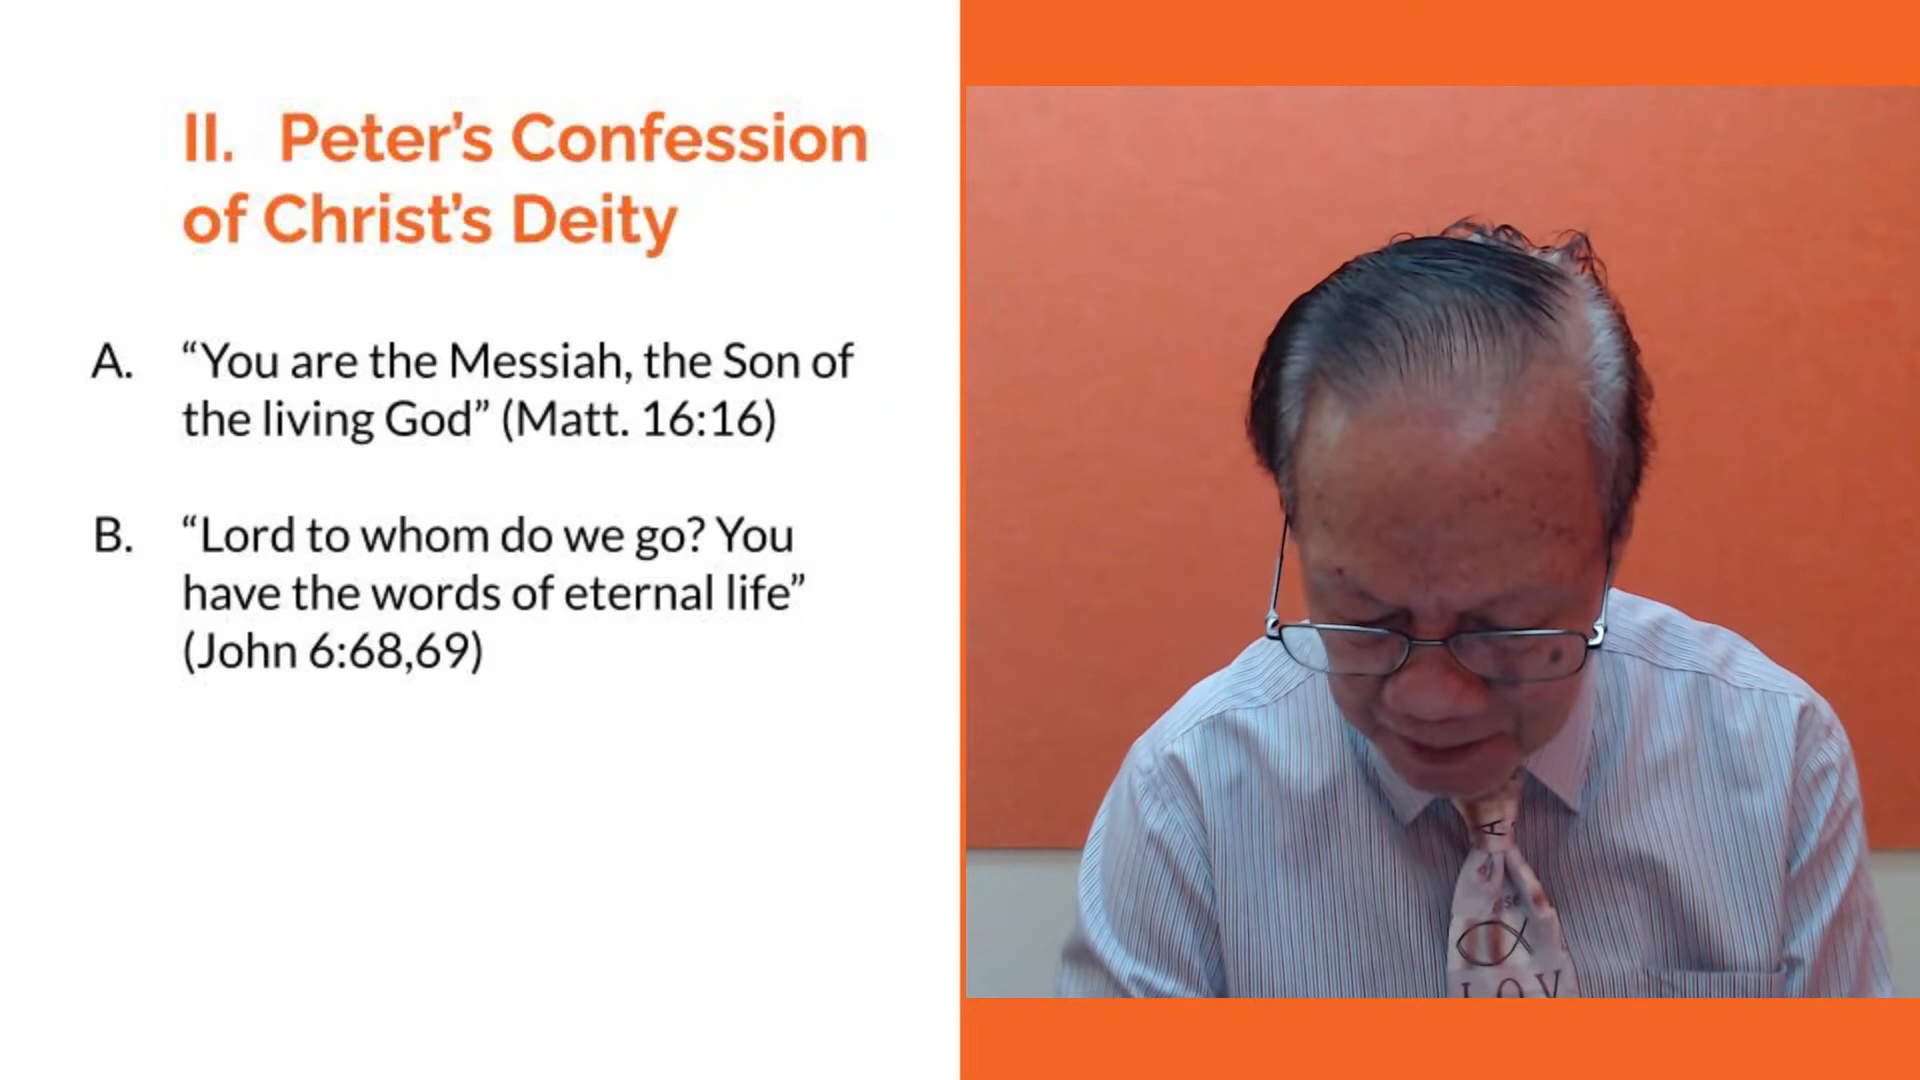 II. Peter’s Confession
of Christ’s Deity
A. “You are the Messiah, the Son of
the living God” (Matt. 16:16)
B. “Lord to whom do we go? You
have the words of eternal life”
(John 6:68,69)
A
LOV